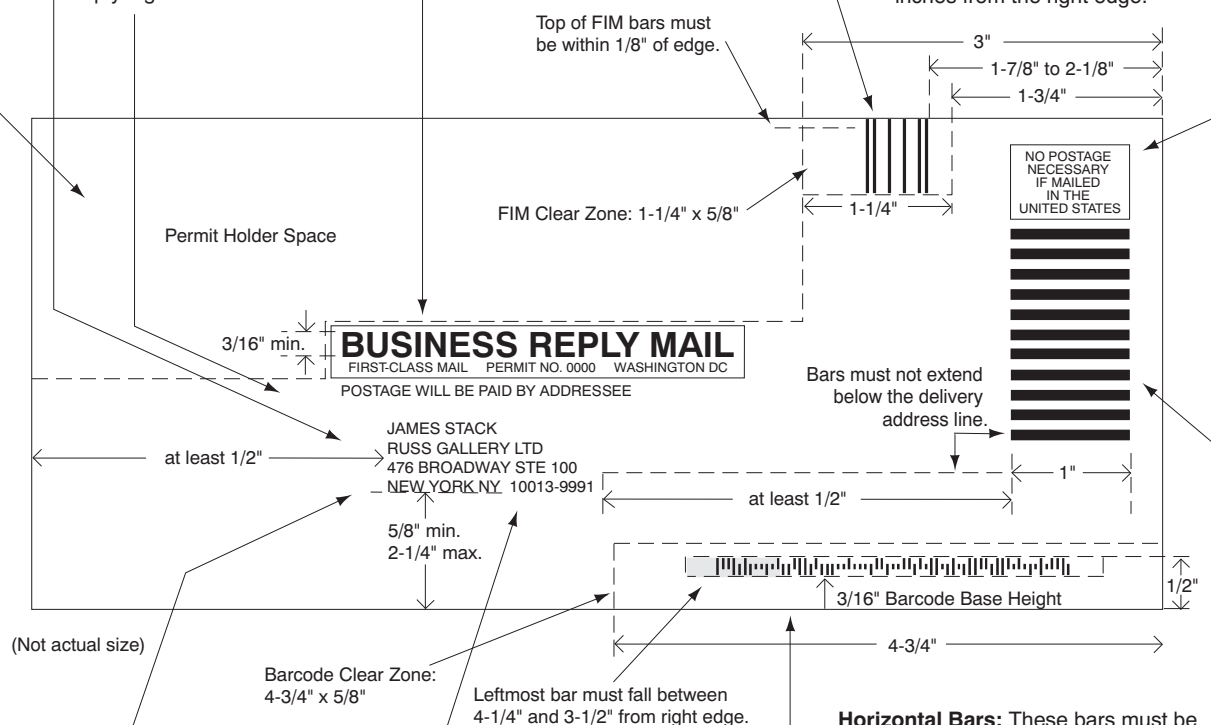 Top of FIM bars must
be within 1/8" of edge.
inches from the right edge.
3"
1-7/8" to 2-1/8"
1-3/4"
NO POSTAGE
NECESSARY
IF MAILED
IN THE
UNITED STATES
1-1/4"
FIM Clear Zone: 1-1/4" x 5/8"
Permit Holder Space
3/16" min.
BUSINESS REPLY MAIL
FIRST-CLASS MAIL PERMIT NO. 0000 WASHINGTON DC
POSTAGE WILL BE PAID BY ADDRESSEE
Bars must not extend
below the delivery
address line.
JAMES STACK
RUSS GALLERY LTD
476 BROADWAY STE 100
NEW YORK NY 10013-9991
at least 1/2"
1"
at least 1/2"
5/8" min.
2-1/4" max.
1/2"
3/16" Barcode Base Height
4-3/4"
(Not actual size)
Barcode Clear Zone:
4-3/4" x 5/8"
Leftmost bar must fall between
4-1/4" and 3-1/2" from right edge.
Horizontal Bars: These bars must be